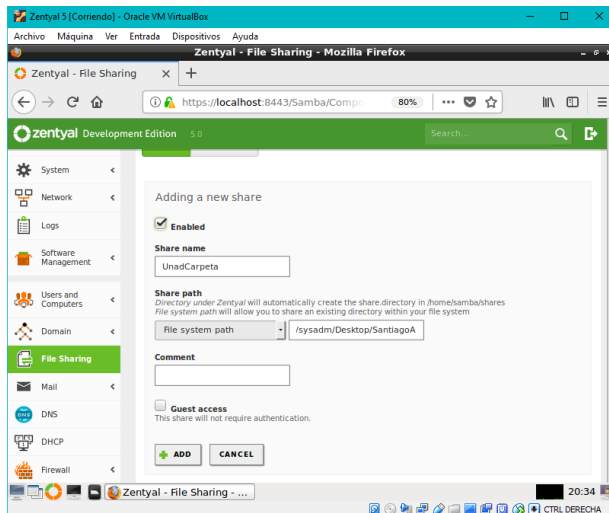 Zentyal 5 [Corriendo] - Oracle VM VirtualBox
Archivo Máquina Ver Entrada Dispositivos Ayuda
Zentyal - File Sharing - Mozilla Firefox
Zentyal - File Sharing
https://localhost:8443/Samba/Compo
80%
zentyal Development Edition 5.0
Search...
System
Network
Logs
Software
Management
Users and
Computers
Domain
File Sharing
Mail
DNS
DNS
DHCP
Firewall
Adding a new share
Enabled
Share name
UnadCarpeta
Share path
Directory under Zentyal will automatically create the share.directory in /home/samba/shares
File system path will allow you to share an existing directory within your file system
File system path
/sysadm/Desktop/SantiagoA
Comment
Guest access
This share will not require authentication.
ADD
CANCEL
Zentyal - File Sharing - ...
20:34
CTRL DERECHA